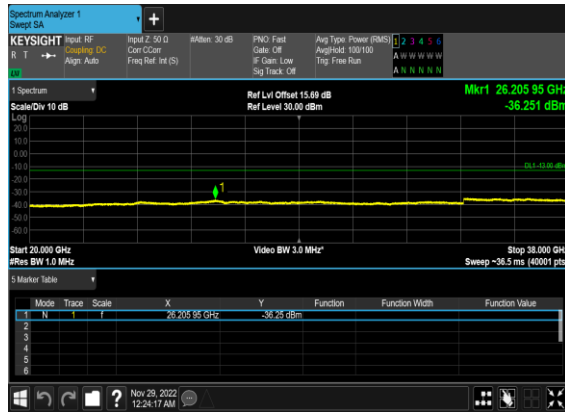 Spectrum Analyzer 1
Swept SA
+
KEYSIGHT Input: RF Input Z: 50 Ω #Atten: 30 dB PNO: Fast Avg Type: Power (RMS) 1 2 3 4 5 6
R T Coupling: DC Corr CCorr Gate: Off Avg|Hold: 100/100 A W W W W W
Align: Auto Freq Ref: Int (S) IF Gain: Low Trig: Free Run
Sig Track: Off A N N N N N
1 Spectrum Ref Lvl Offset 15.69 dB Mkr1 26.205 95 GHz
Scale/Div 10 dB Ref Level 30.00 dBm -36.251 dBm
Log
20.0
10.0
0.00
-10.0 DL1 -13.00 dBm
-20.0
-30.0 1
-40.0
-50.0
-60.0
Start 20.000 GHz Video BW 3.0 MHz* Stop 38.000 GHz
#Res BW 1.0 MHz Sweep ~36.5 ms (40001 pts)
5 Marker Table
Mode Trace Scale X Y Function Function Width Function Value
1 N 1 f 26.205 95 GHz -36.25 dBm
2
3
4
5
6
? Nov 29, 2022
12:24:17 AM